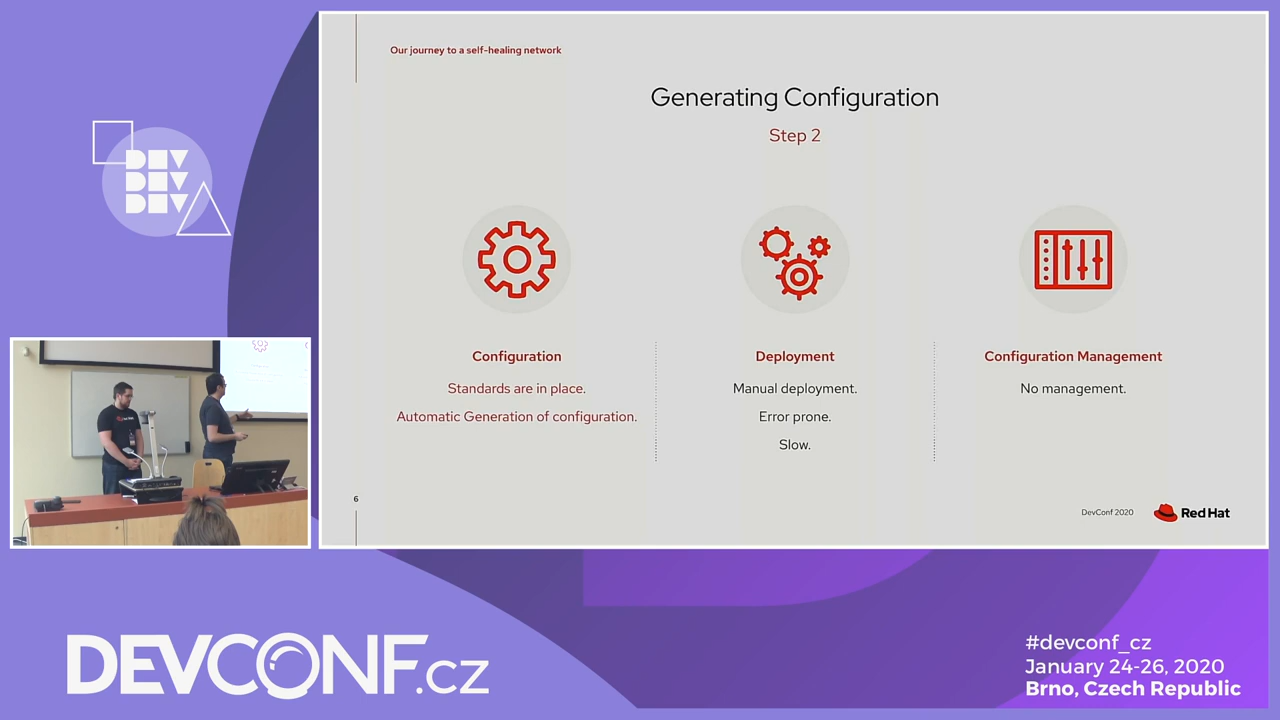 Our journey to a self-healing network
Generating Configuration
Step 2
Configuration
Standards are in place.
Automatic Generation of configuration.
Deployment
Manual deployment.
Error prone.
Slow.
Configuration Management
No management.
6
DevConf 2020
Red Hat
DEV
DEV
DEV
DEVCONF.cz
#devconf_cz
January 24-26, 2020
Brno, Czech Republic